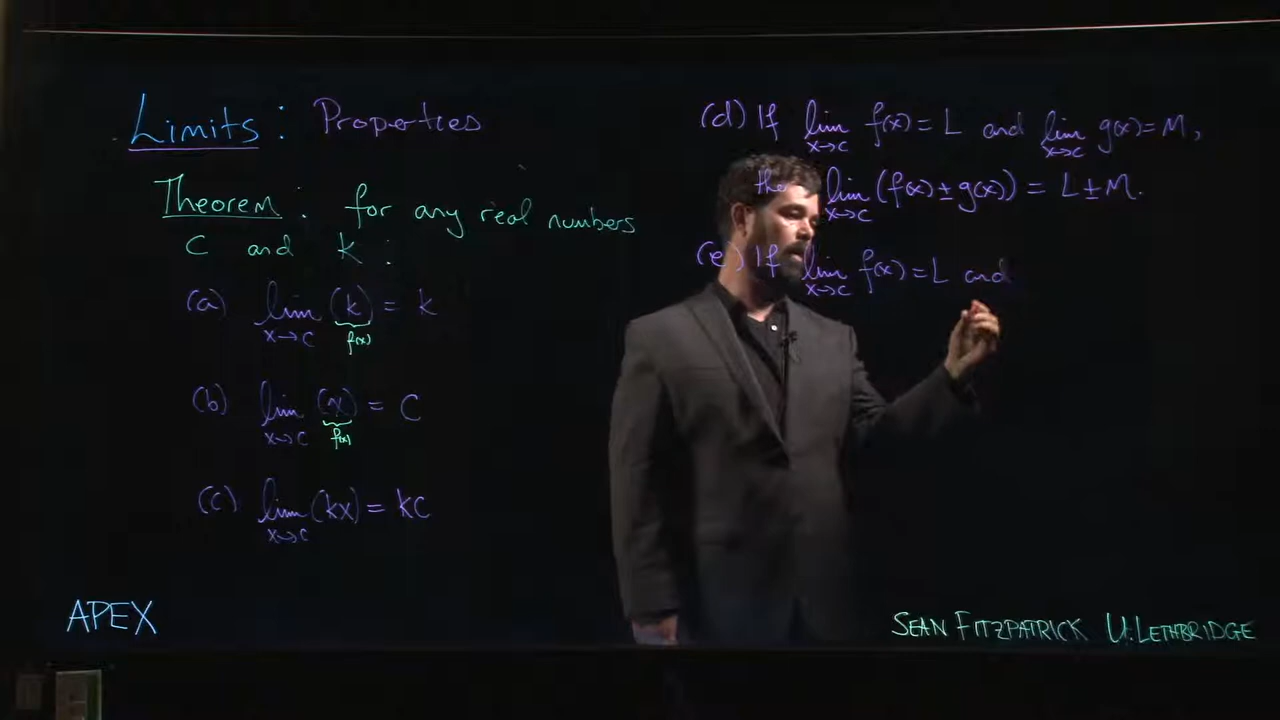 Limits: Properties
Theorem: for any real numbers
c and k:
(a) lim (k) = k
x→c f(x)
(b) lim (x) = c
x→c f(x)
(c) lim (kx) = kc
x→c
(d) If lim f(x) = L and lim g(x) = M,
x→c x→c
then lim (f(x) ± g(x)) = L ± M.
x→c
(e) If lim f(x) = L and
x→c
APEX
SEAN FITZPATRICK U. LETHBRIDGE